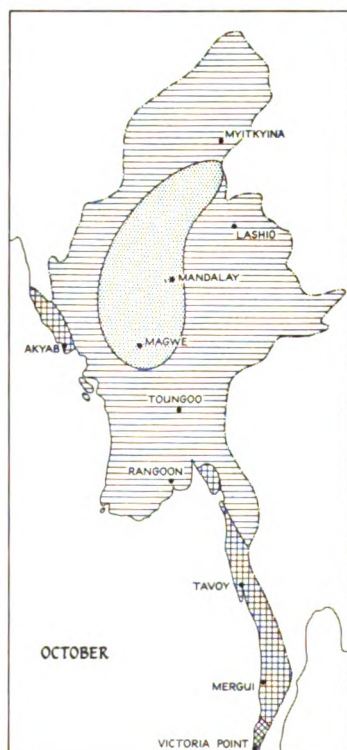 MYITKYINA
LASHIO
MANDALAY
AKYAB
MAGWE
TOUNGOO
RANGOON
TAVOY
OCTOBER
MERGUI
VICTORIA POINT